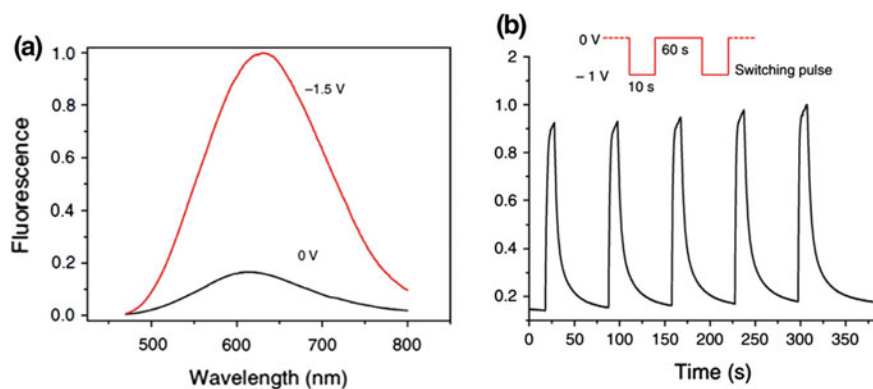 (a)
1.0
0.8
0.6
0.4
0.2
0.0
Fluorescence
–1.5 V
0 V
500
600
700
800
Wavelength (nm)
(b)
0 V
60 s
– 1 V
10 s
Switching pulse
2
1.0
0.8
0.6
0.4
0.2
0
50
100
150
200
250
300
350
Time (s)